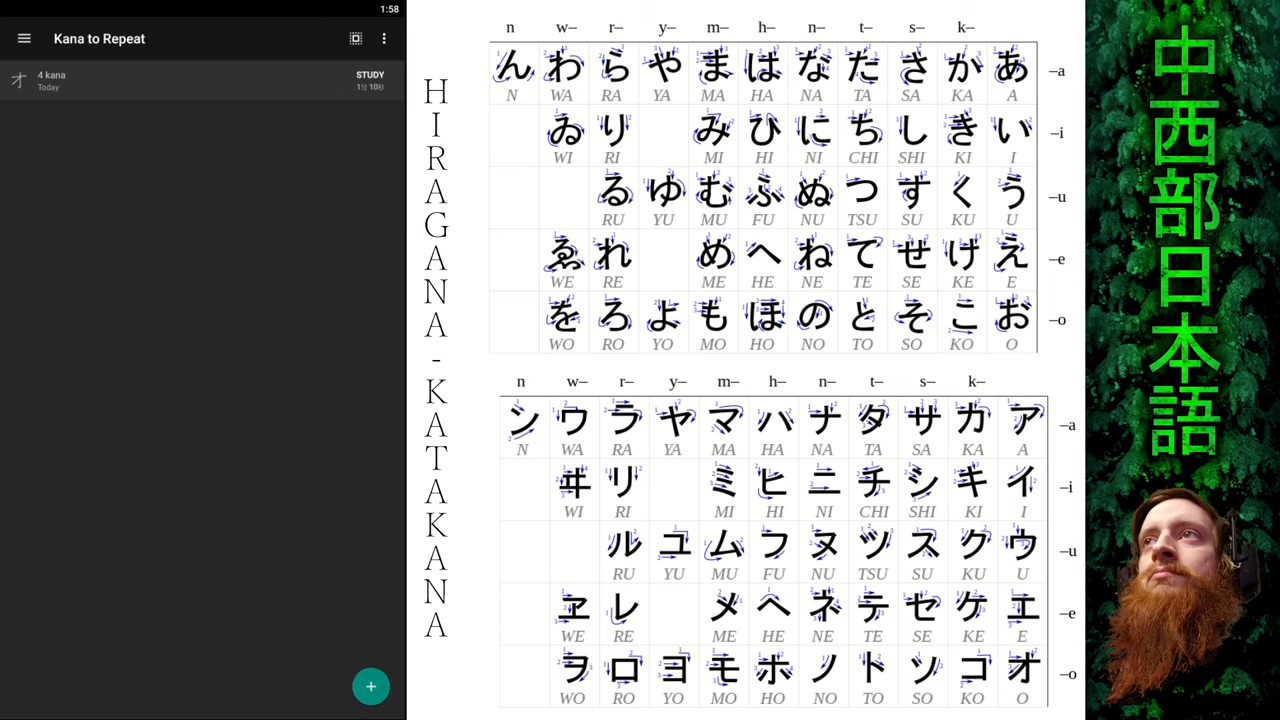 1:58
Kana to Repeat
オ
4 kana
Today
STUDY
1分 10秒
+
HIRAGANA - KATAKANA
n w– r– y– m– h– n– t– s– k–
ん わ ら や ま は な た さ か あ –a
N WA RA YA MA HA NA TA SA KA A
ゐ り み ひ に ち し き い –i
WI RI MI HI NI CHI SHI KI I
る ゆ む ふ ぬ つ す く う –u
RU YU MU FU NU TSU SU KU U
ゑ れ め へ ね て せ け え –e
WE RE ME HE NE TE SE KE E
を ろ よ も ほ の と そ こ お –o
WO RO YO MO HO NO TO SO KO O
n w– r– y– m– h– n– t– s– k–
ン ワ ラ ヤ マ ハ ナ タ サ カ ア –a
N WA RA YA MA HA NA TA SA KA A
ヰ リ ミ ヒ ニ チ シ キ イ –i
WI RI MI HI NI CHI SHI KI I
ル ユ ム フ ヌ ツ ス ク ウ –u
RU YU MU FU NU TSU SU KU U
ヱ レ メ ヘ ネ テ セ ケ エ –e
WE RE ME HE NE TE SE KE E
ヲ ロ ヨ モ ホ ノ ト ソ コ オ –o
WO RO YO MO HO NO TO SO KO O
中西部日本語